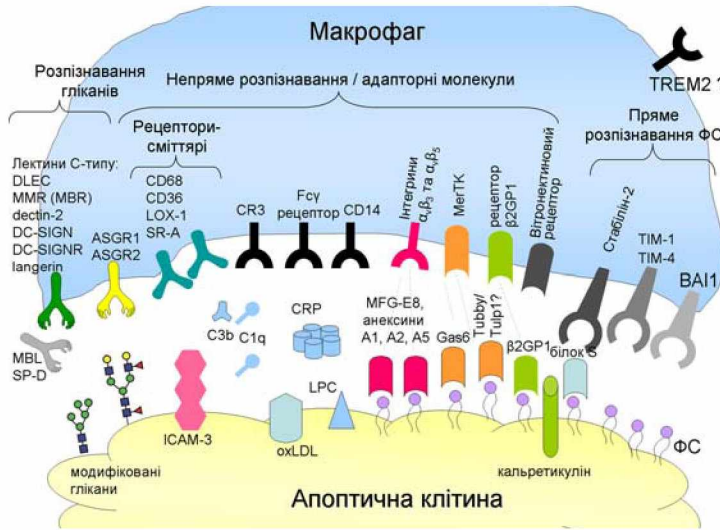 Макрофаг
TREM2 ?
Розпізнавання
гліканів
Непряме розпізнавання / адапторні молекули
Пряме
розпізнавання ФС
Рецептори-
сміттярі
Лектини С-типу:
DLEC
MMR (MBR)
dectin-2
DC-SIGN
DC-SIGNR
langerin
ASGR1
ASGR2
CD68
CD36
LOX-1
SR-A
CR3
Fcγ
рецептор
CD14
Інтегрини
αvβ3 та αvβ5
MerTK
рецептор
β2GP1
Вітронектиновий
рецептор
Стабілін-2
TIM-1
TIM-4
BAI1
MBL
SP-D
C3b
C1q
CRP
MFG-E8,
анексини
A1, A2, A5
Gas6
Tubby/
Tulp1?
β2GP1
білок S
ICAM-3
oxLDL
LPC
модифіковані
глікани
кальретикулін
ФС
Апоптична клітина